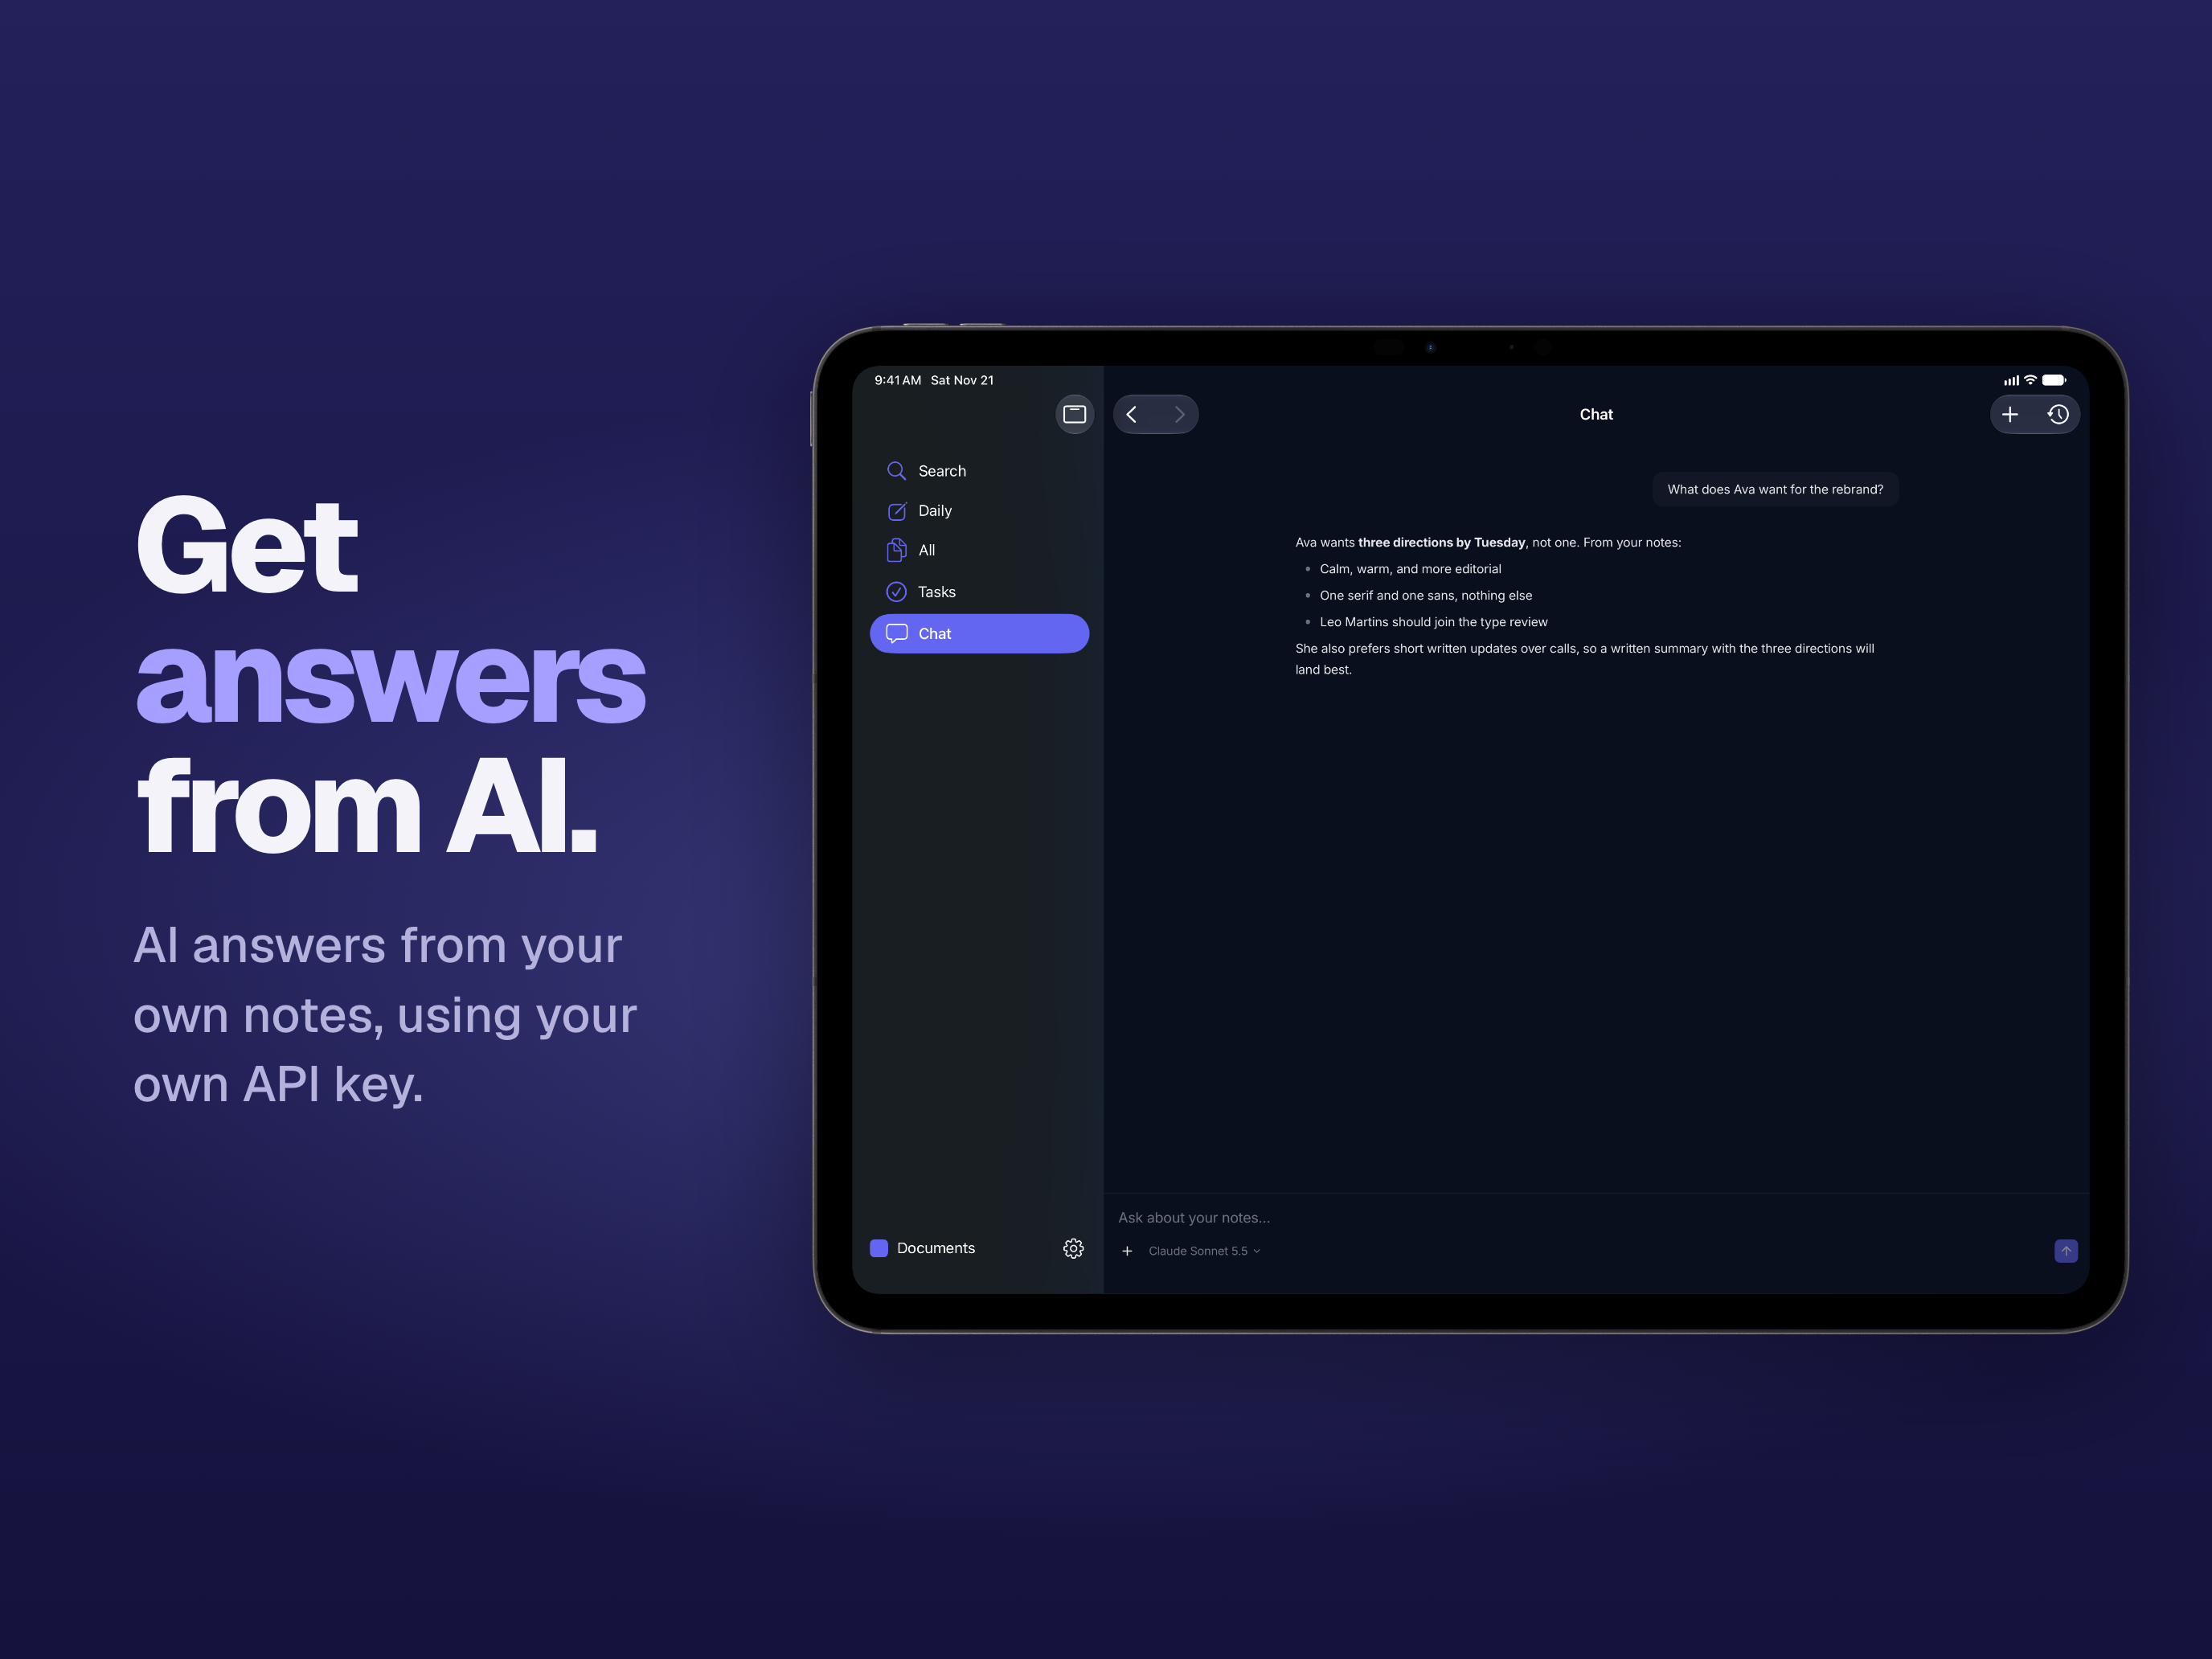 Get
answers
from AI.
AI answers from your
own notes, using your
own API key.
9:41 AM Sat Nov 21
Search
Daily
All
Tasks
Chat
Documents
Chat
What does Ava want for the rebrand?
Ava wants three directions by Tuesday, not one. From your notes:
• Calm, warm, and more editorial
• One serif and one sans, nothing else
• Leo Martins should join the type review
She also prefers short written updates over calls, so a written summary with the three directions will
land best.
Ask about your notes...
Claude Sonnet 5.5